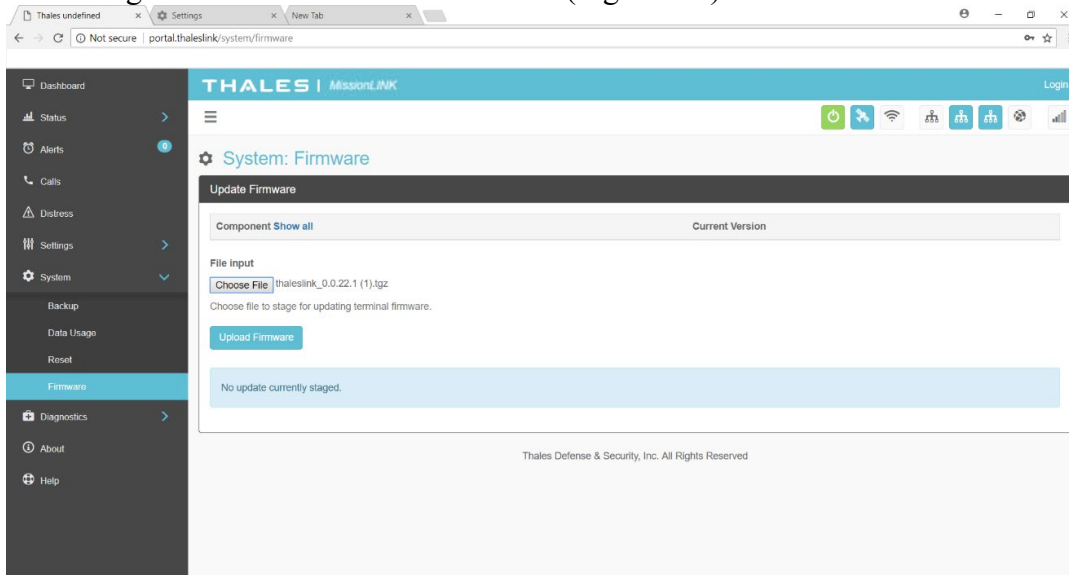 Thales undefined
Settings
New Tab
Not secure | portal.thaleslink/system/firmware
THALES | MissionLINK
Login
Dashboard
Status
Alerts 0
Calls
Distress
Settings
System
Backup
Data Usage
Reset
Firmware
Diagnostics
About
Help
System: Firmware
Update Firmware
Component Show all Current Version
File input
Choose File thaleslink_0.0.22.1 (1).tgz
Choose file to stage for updating terminal firmware.
Upload Firmware
No update currently staged.
Thales Defense & Security, Inc. All Rights Reserved